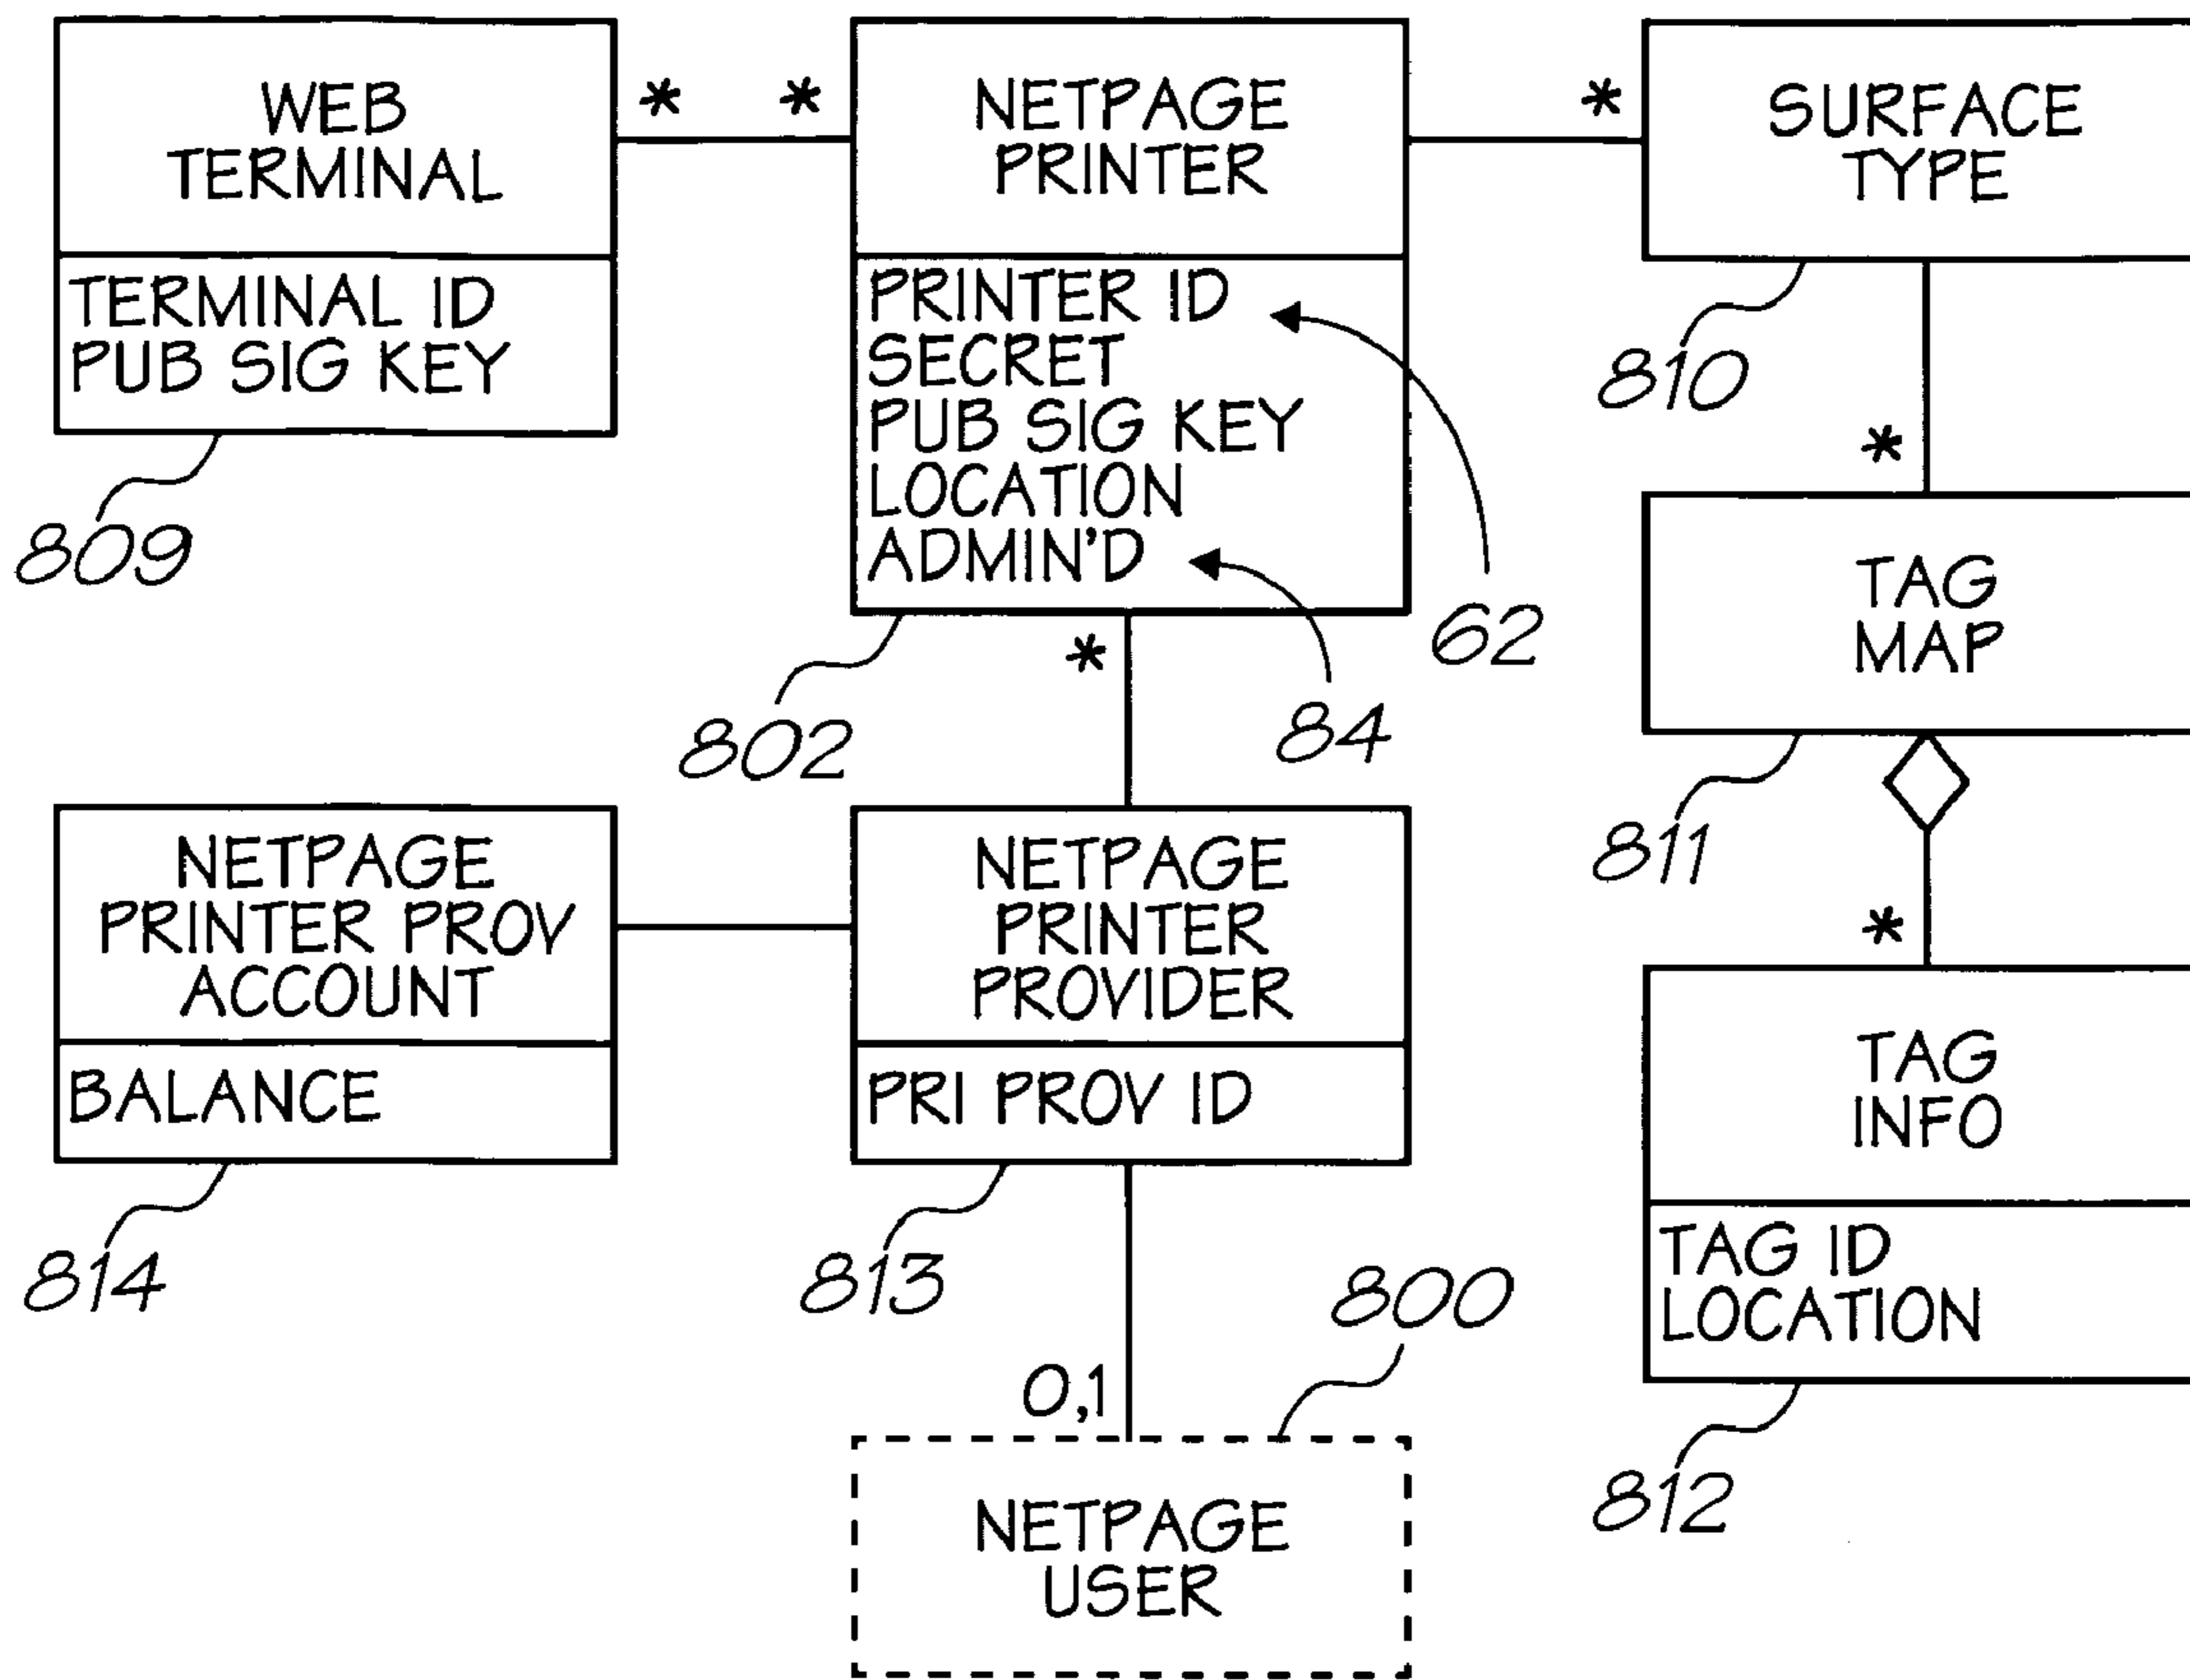 WEB
TERMINAL
TERMINAL ID
PUB SIG KEY
809
*
*
NETPAGE
PRINTER
PRINTER ID
SECRET
PUB SIG KEY
LOCATION
ADMIN'D
62
84
802
*
*
SURFACE
TYPE
810
*
TAG
MAP
811
*
TAG
INFO
TAG ID
LOCATION
812
NETPAGE
PRINTER PROV
ACCOUNT
BALANCE
814
NETPAGE
PRINTER
PROVIDER
PRI PROV ID
813
800
0,1
NETPAGE
USER